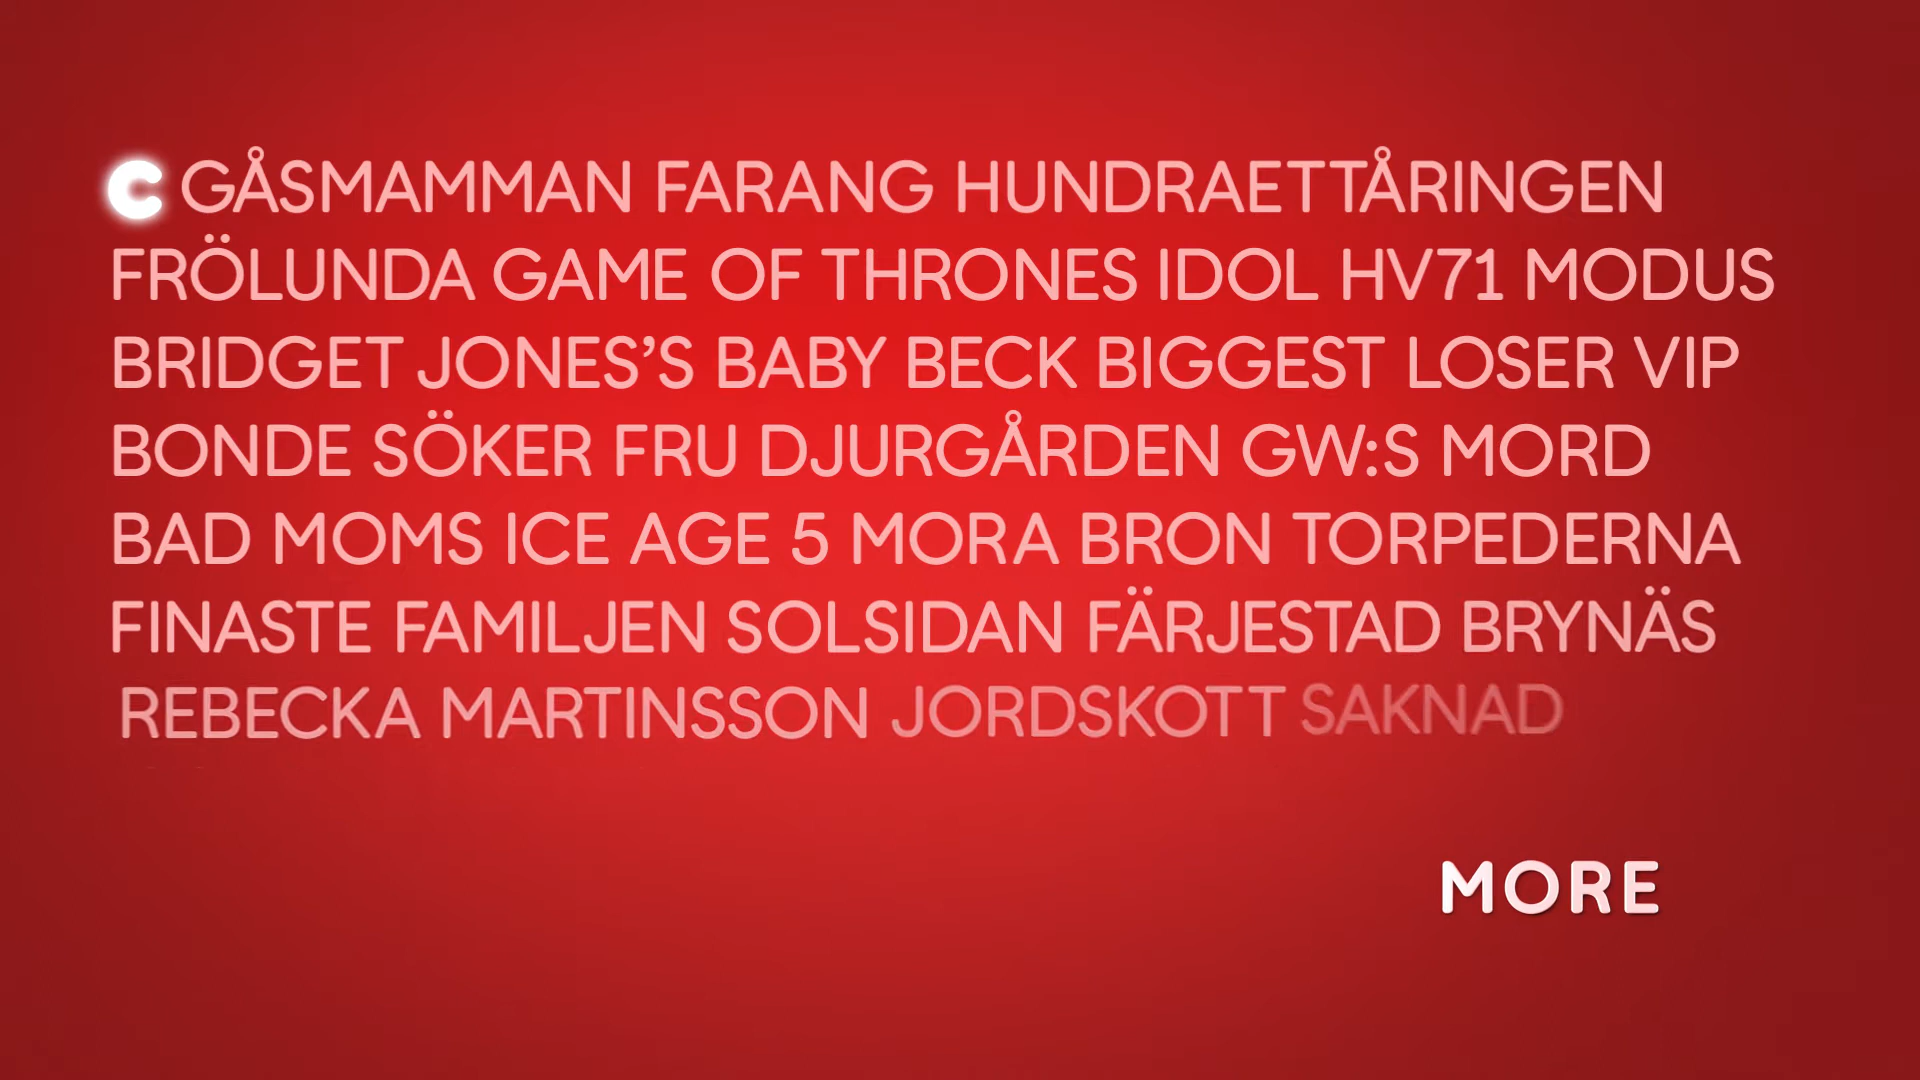 C GÅSMAMMAN FARANG HUNDRAETTÅRINGEN
FRÖLUNDA GAME OF THRONES IDOL HV71 MODUS
BRIDGET JONES’S BABY BECK BIGGEST LOSER VIP
BONDE SÖKER FRU DJURGÅRDEN GW:S MORD
BAD MOMS ICE AGE 5 MORA BRON TORPEDERNA
FINASTE FAMILJEN SOLSIDAN FÄRJESTAD BRYNÄS
REBECKA MARTINSSON JORDSKOTT SAKNAD
MORE